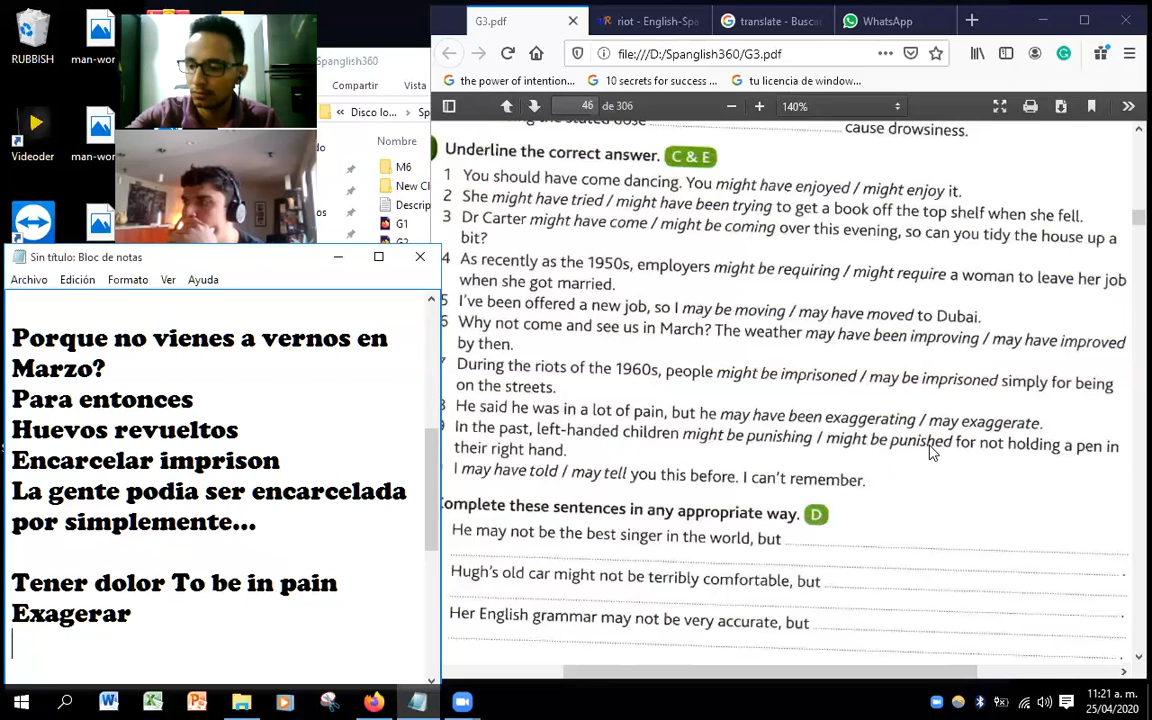 RUBBISH
man-wor
Videoder
man-wo
Spanglish360
Compartir
Vista
Disco lo...
Nombre
M6
New Cl
Descrip
G1
G3.pdf
riot - English-Spa
translate - Buscar
WhatsApp
file:///D:/Spanglish360/G3.pdf
the power of intention...
10 secrets for success ...
tu licencia de window...
46 de 306
140%
the stated dose cause drowsiness.
Underline the correct answer. C & E
1 You should have come dancing. You might have enjoyed / might enjoy it.
2 She might have tried / might have been trying to get a book off the top shelf when she fell.
3 Dr Carter might have come / might be coming over this evening, so can you tidy the house up a
bit?
4 As recently as the 1950s, employers might be requiring / might require a woman to leave her job
when she got married.
5 I've been offered a new job, so I may be moving / may have moved to Dubai.
6 Why not come and see us in March? The weather may have been improving / may have improved
by then.
7 During the riots of the 1960s, people might be imprisoned / may be imprisoned simply for being
on the streets.
8 He said he was in a lot of pain, but he may have been exaggerating / may exaggerate.
9 In the past, left-handed children might be punishing / might be punished for not holding a pen in
their right hand.
I may have told / may tell you this before. I can't remember.
Complete these sentences in any appropriate way. D
He may not be the best singer in the world, but
Hugh's old car might not be terribly comfortable, but
Her English grammar may not be very accurate, but
Sin título: Bloc de notas
Archivo Edición Formato Ver Ayuda
Porque no vienes a vernos en
Marzo?
Para entonces
Huevos revueltos
Encarcelar imprison
La gente podia ser encarcelada
por simplemente...
Tener dolor To be in pain
Exagerar
11:21 a. m.
25/04/2020